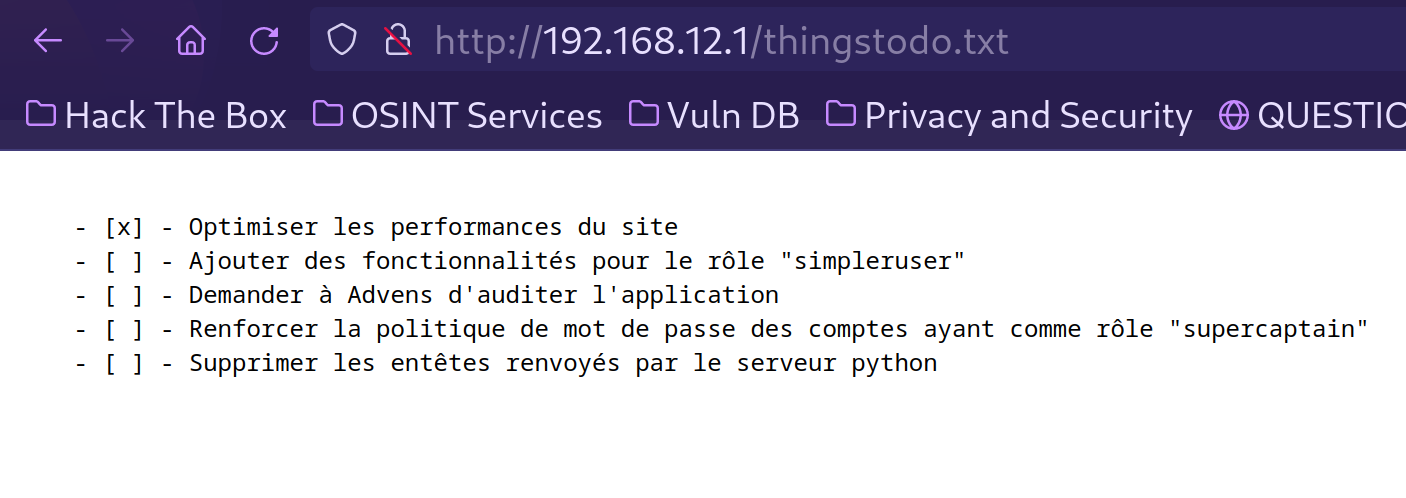 http://192.168.12.1/thingstodo.txt
Hack The Box OSINT Services Vuln DB Privacy and Security QUESTIO
- [x] - Optimiser les performances du site
- [ ] - Ajouter des fonctionnalités pour le rôle "simpleruser"
- [ ] - Demander à Advens d'auditer l'application
- [ ] - Renforcer la politique de mot de passe des comptes ayant comme rôle "supercaptain"
- [ ] - Supprimer les entêtes renvoyés par le serveur python